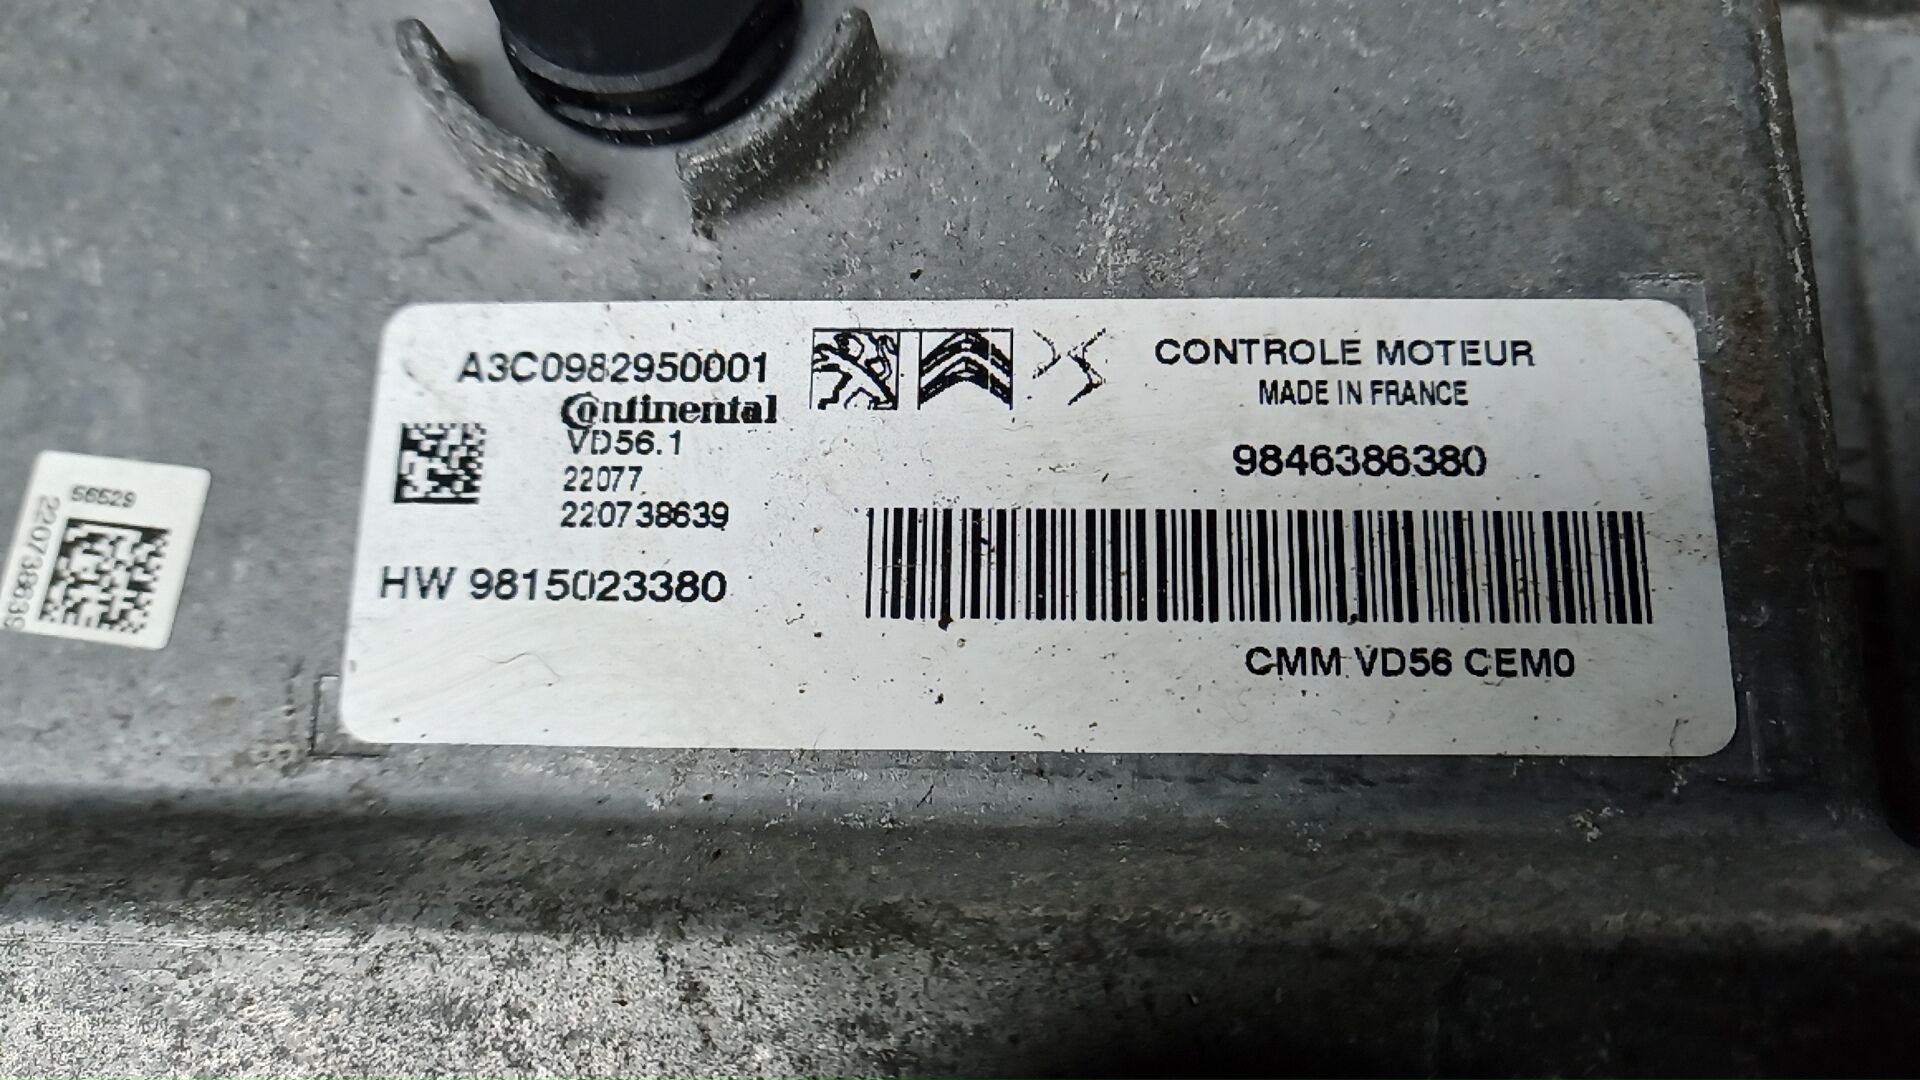 A3C0982950001
Continental
VD56.1
22077
220738639
HW 9815023380
CONTROLE MOTEUR
MADE IN FRANCE
9846386380
CMM VD56 CEM0
56529
220738639